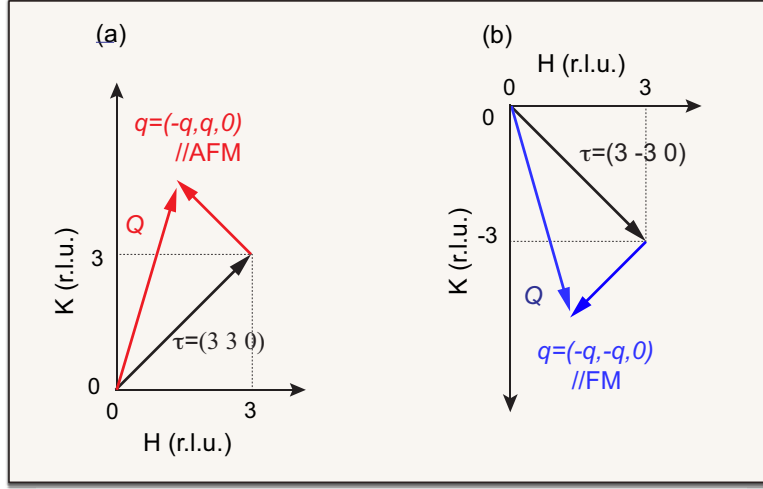 (a)
q=(-q,q,0)
//AFM
Q
K (r.l.u.)
3
τ=(3 3 0)
0
0
3
H (r.l.u.)
(b)
H (r.l.u.)
0
3
0
τ=(3 -3 0)
-3
K (r.l.u.)
Q
q=(-q,-q,0)
//FM